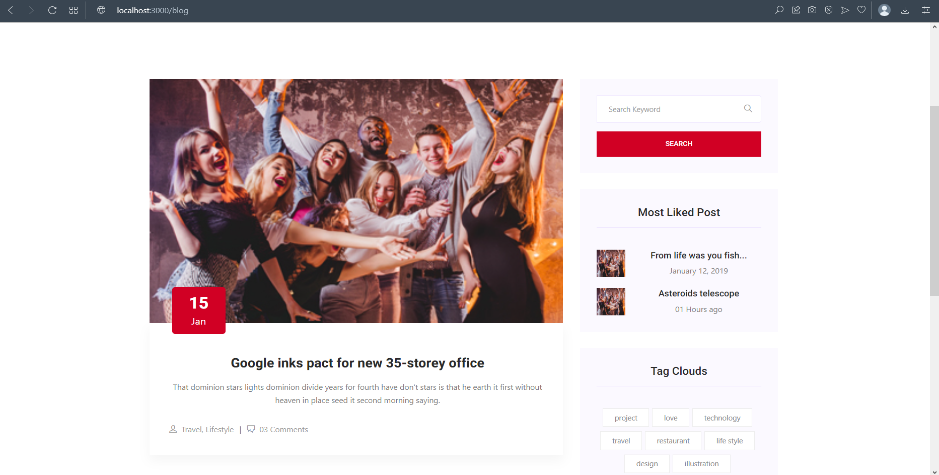 localhost:3000/blog
15
Jan
Google inks pact for new 35-storey office
That dominion stars lights dominion divide years for fourth have don't stars is that he earth it first without
heaven in place seed it second morning saying.
Travel, Lifestyle | 03 Comments
Search Keyword
SEARCH
Most Liked Post
From life was you fish...
January 12, 2019
Asteroids telescope
01 Hours ago
Tag Clouds
project love technology
travel restaurant life style
design illustration